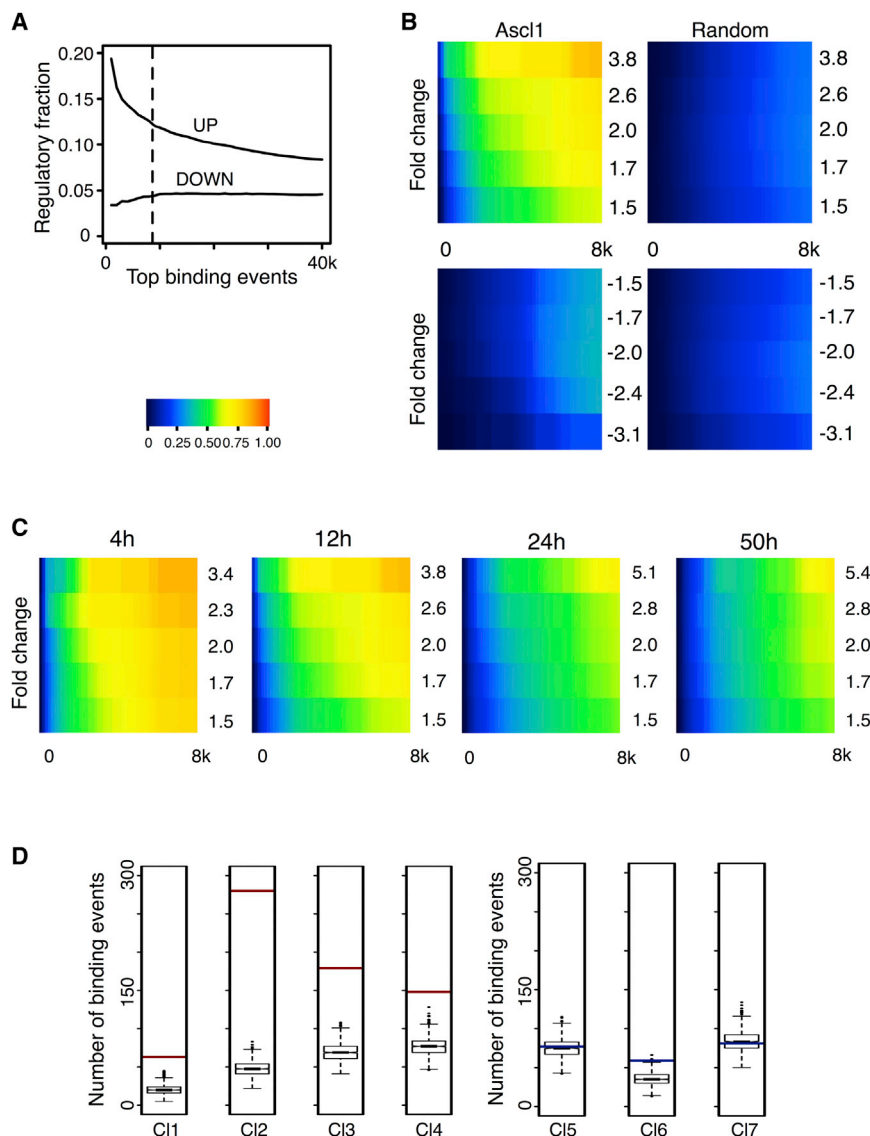 A
0.20
0.15
0.10
0.05
0
Regulatory fraction
UP
DOWN
0
40k
Top binding events
0 0.25 0.50 0.75 1.00
B
Ascl1 Random
Fold change
3.8 3.8
2.6 2.6
2.0 2.0
1.7 1.7
1.5 1.5
0 8k 0 8k
Fold change
-1.5 -1.5
-1.7 -1.7
-2.0 -2.0
-2.4 -2.4
-3.1 -3.1
C
4h 12h 24h 50h
Fold change
3.4 3.8 5.1 5.4
2.3 2.6 2.8 2.8
2.0 2.0 2.0 2.0
1.7 1.7 1.7 1.7
1.5 1.5 1.5 1.5
0 8k 0 8k 0 8k 0 8k
D
Number of binding events
300
150
0
Cl1 Cl2 Cl3 Cl4
Number of binding events
300
150
0
Cl5 Cl6 Cl7